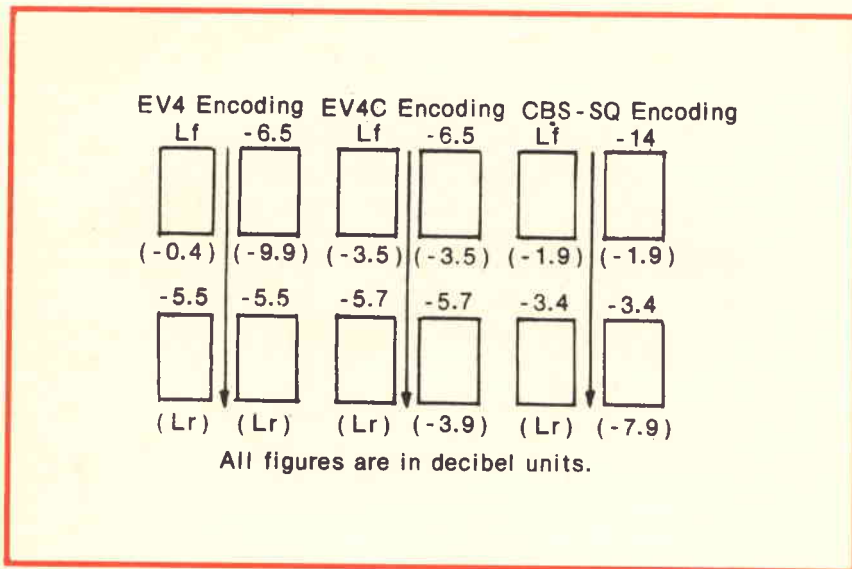 EV4 Encoding EV4C Encoding CBS-SQ Encoding
Lf -6.5 Lf -6.5 Lf -14
(-0.4) (-9.9) (-3.5) (-3.5) (-1.9) (-1.9)
-5.5 -5.5 -5.7 -5.7 -3.4 -3.4
(Lr) (Lr) (Lr) (-3.9) (Lr) (-7.9)
All figures are in decibel units.